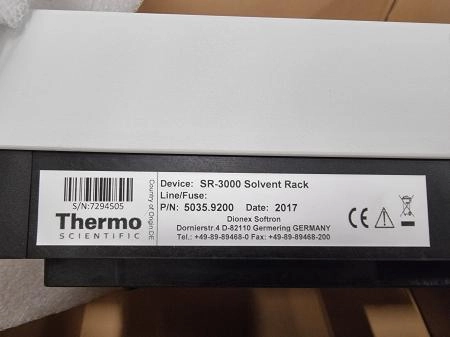 S/N:7294505
Thermo
SCIENTIFIC
Country of Origin:DE
Device: SR-3000 Solvent Rack
Line/Fuse:
P/N: 5035.9200 Date: 2017
Dionex Softron
Dornierstr.4 D-82110 Germering GERMANY
Tel.: +49-89-89468-0 Fax: +49-89-89468-200
CE